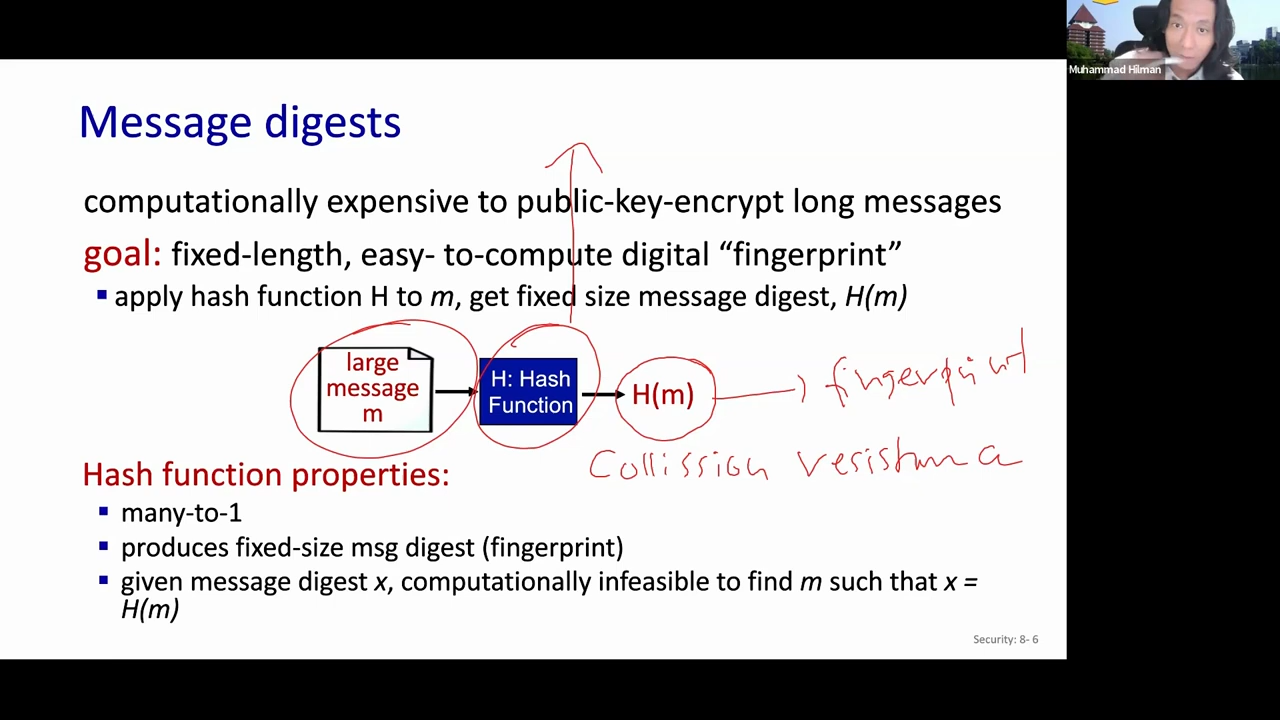 Muhammad Hilman
Message digests
computationally expensive to public-key-encrypt long messages
goal: fixed-length, easy- to-compute digital “fingerprint”
▪ apply hash function H to m, get fixed size message digest, H(m)
large
message
m
H: Hash
Function
H(m)
fingerprint
Collission resistance
Hash function properties:
▪ many-to-1
▪ produces fixed-size msg digest (fingerprint)
▪ given message digest x, computationally infeasible to find m such that x =
H(m)
Security: 8- 6